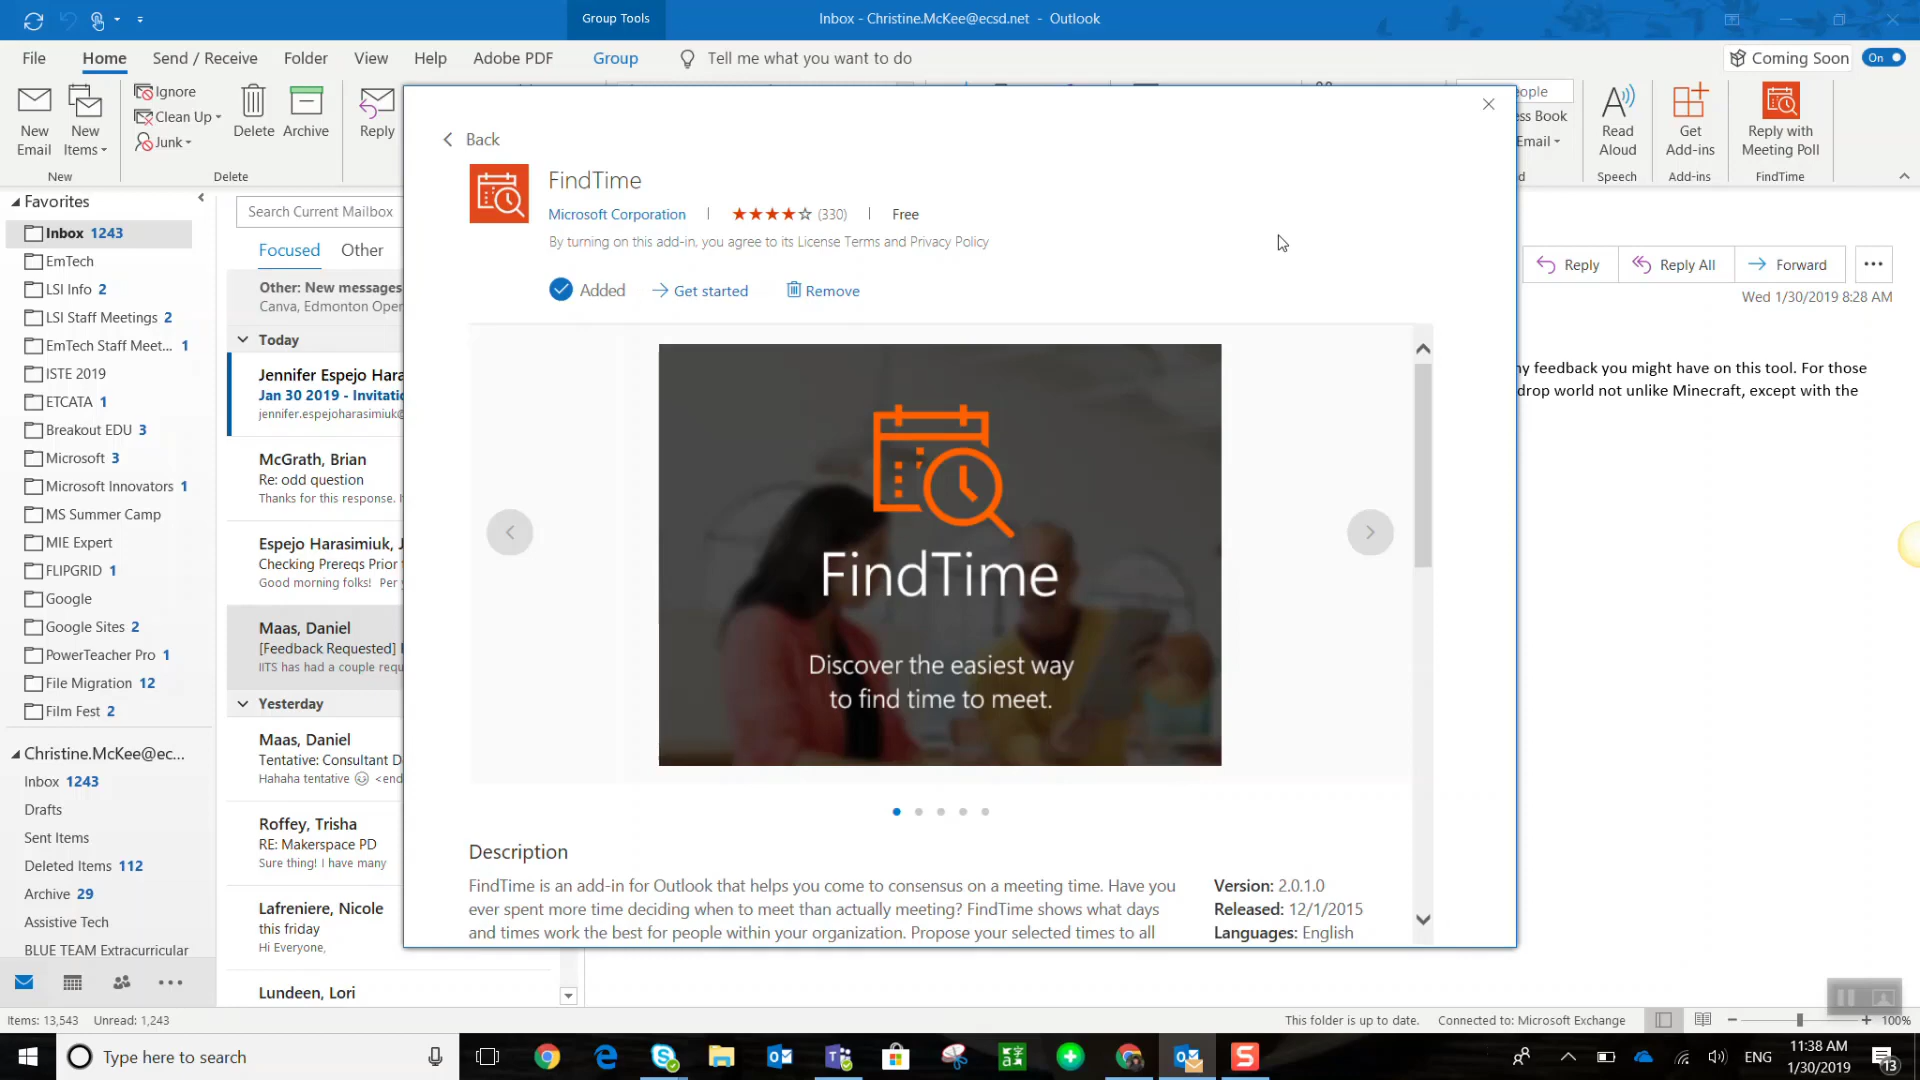 Group Tools
Inbox - Christine.McKee@ecsd.net - Outlook
File Home Send / Receive Folder View Help Adobe PDF Group Tell me what you want to do
Coming Soon On
New Email
New Items
New
Ignore
Clean Up
Junk
Delete
Archive
Delete
Reply
eople
ess Book
Email
Read Aloud
Speech
Get Add-ins
Add-ins
Reply with Meeting Poll
FindTime
Favorites
Inbox 1243
EmTech
LSI Info 2
LSI Staff Meetings 2
EmTech Staff Meet... 1
ISTE 2019
ETCATA 1
Breakout EDU 3
Microsoft 3
Microsoft Innovators 1
MS Summer Camp
MIE Expert
FLIPGRID 1
Google
Google Sites 2
PowerTeacher Pro 1
File Migration 12
Film Fest 2
Christine.McKee@ec...
Inbox 1243
Drafts
Sent Items
Deleted Items 112
Archive 29
Assistive Tech
BLUE TEAM Extracurricular
Search Current Mailbox
Focused Other
Other: New messages
Canva, Edmonton Oper
Today
Jennifer Espejo Hara
Jan 30 2019 - Invitatio
jennifer.espejoharasimiuk@
McGrath, Brian
Re: odd question
Thanks for this response.
Espejo Harasimiuk, J
Checking Prereqs Prior
Good morning folks! Per
Maas, Daniel
[Feedback Requested]
IITS has had a couple requ
Yesterday
Maas, Daniel
Tentative: Consultant D
Hahaha tentative <end
Roffey, Trisha
RE: Makerspace PD
Sure thing! I have many
Lafreniere, Nicole
this friday
Hi Everyone,
Lundeen, Lori
Back
FindTime
Microsoft Corporation | (330) | Free
By turning on this add-in, you agree to its License Terms and Privacy Policy
Added Get started Remove
FindTime
Discover the easiest way
to find time to meet.
Description
FindTime is an add-in for Outlook that helps you come to consensus on a meeting time. Have you
ever spent more time deciding when to meet than actually meeting? FindTime shows what days
and times work the best for people within your organization. Propose your selected times to all
Version: 2.0.1.0
Released: 12/1/2015
Languages: English
Reply Reply All Forward
Wed 1/30/2019 8:28 AM
ny feedback you might have on this tool. For those
drop world not unlike Minecraft, except with the
Items: 13,543 Unread: 1,243
This folder is up to date. Connected to: Microsoft Exchange 100%
Type here to search
ENG
11:38 AM
1/30/2019
13